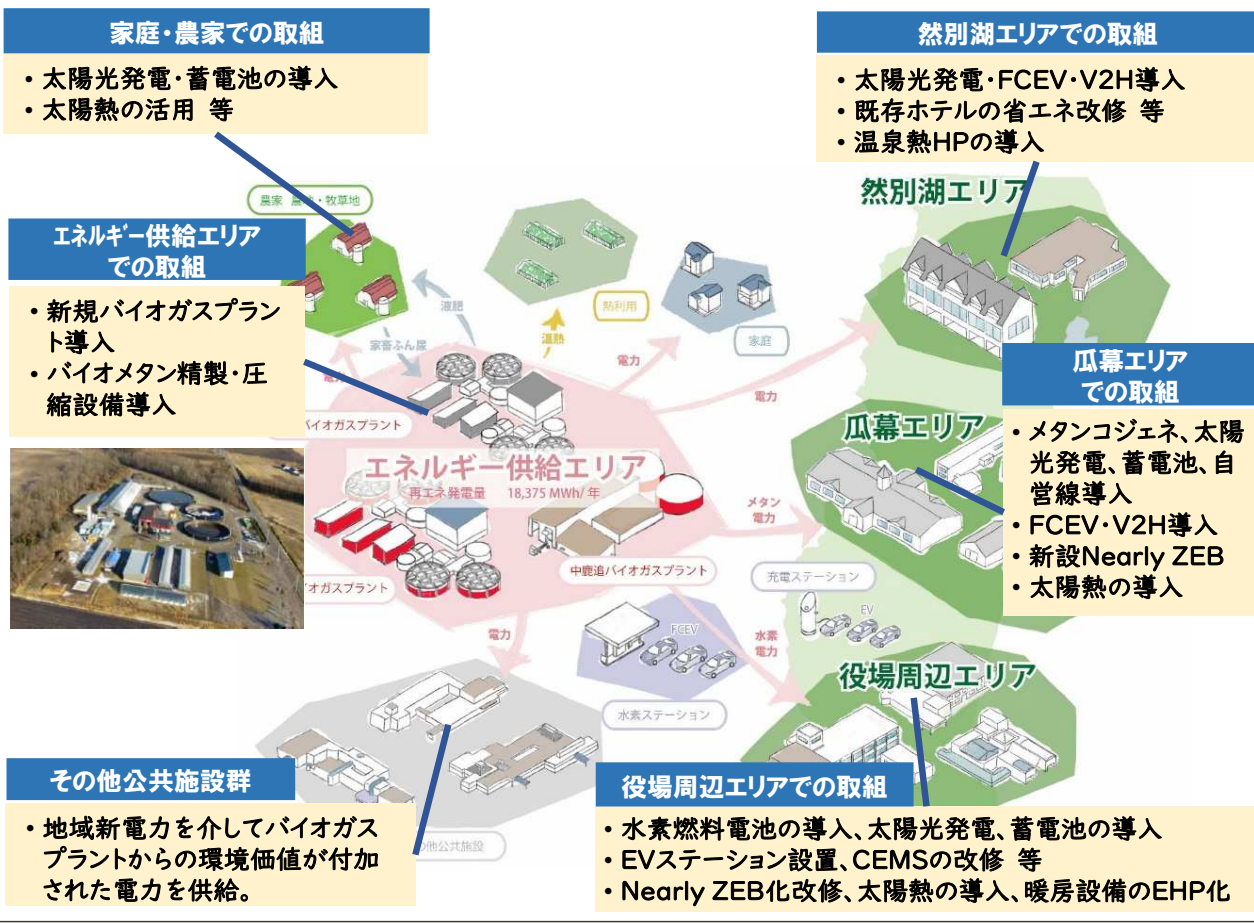 家庭・農家での取組
・太陽光発電・蓄電池の導入
・太陽熱の活用 等
然別湖エリアでの取組
・太陽光発電・FCEV・V2H導入
・既存ホテルの省エネ改修 等
・温泉熱HPの導入
然別湖エリア
農家
・牧草地
エネルギー供給エリア
での取組
・新規バイオガスプラン
ト導入
・バイオメタン精製・圧
縮設備導入
液肥
家畜ふん尿
温熱
熱利用
家庭
電力
電力
電力
瓜幕エリア
での取組
・メタンコジェネ、太陽
光発電、蓄電池、自
営線導入
・FCEV・V2H導入
・新設Nearly ZEB
・太陽熱の導入
瓜幕エリア
バイオガスプラント
エネルギー供給エリア
再エネ発電量 18,375 MWh/年
メタン
電力
中鹿追バイオガスプラント
イオガスプラント
充電ステーション
EV
FCEV
電力
水素
電力
水素ステーション
役場周辺エリア
その他公共施設群
・地域新電力を介してバイオガス
プラントからの環境価値が付加
された電力を供給。
の他公共施設
役場周辺エリアでの取組
・水素燃料電池の導入、太陽光発電、蓄電池の導入
・EVステーション設置、CEMSの改修 等
・Nearly ZEB化改修、太陽熱の導入、暖房設備のEHP化